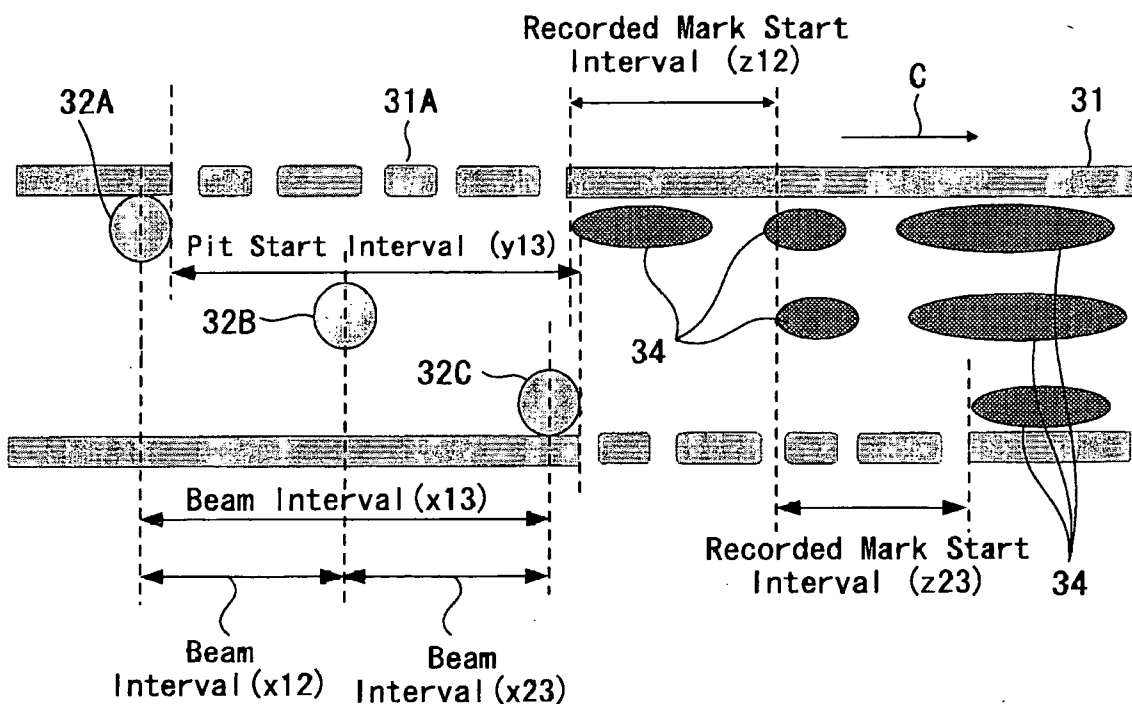 Recorded Mark Start
Interval (z12)
C
32A
31A
31
Pit Start Interval (y13)
32B
34
32C
Beam Interval(x13)
Recorded Mark Start
Interval (z23)
34
Beam
Interval(x12)
Beam
Interval(x23)